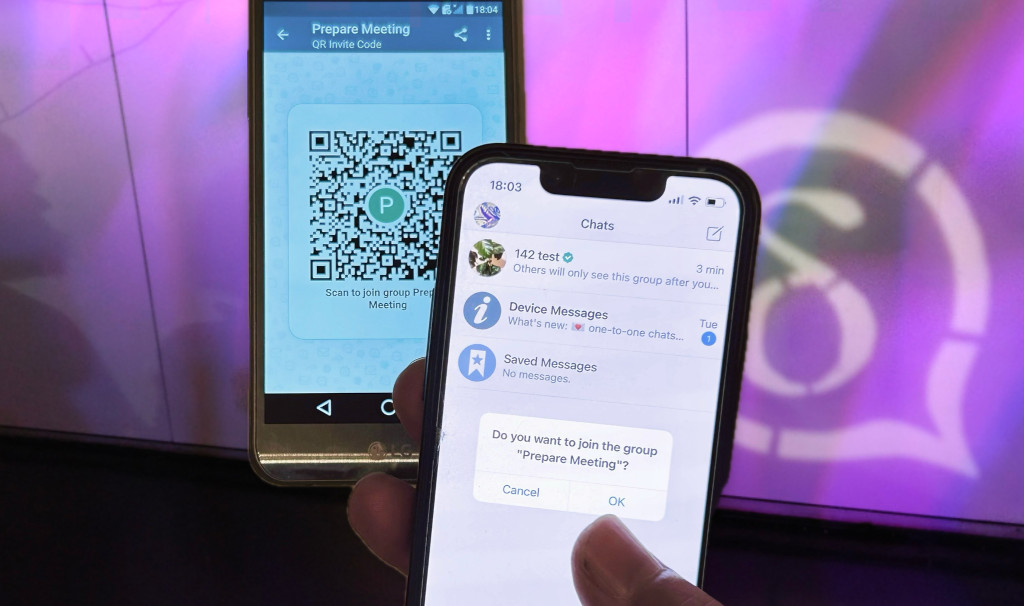 18:04
Prepare Meeting
QR Invite Code
P
Scan to join group Prep
Meeting
LG
18:03
Chats
142 test
3 min
Others will only see this group after you...
Device Messages
Tue
What's new: 💌 one-to-one chats...
1
Saved Messages
No messages.
Do you want to join the group
"Prepare Meeting"?
Cancel
OK